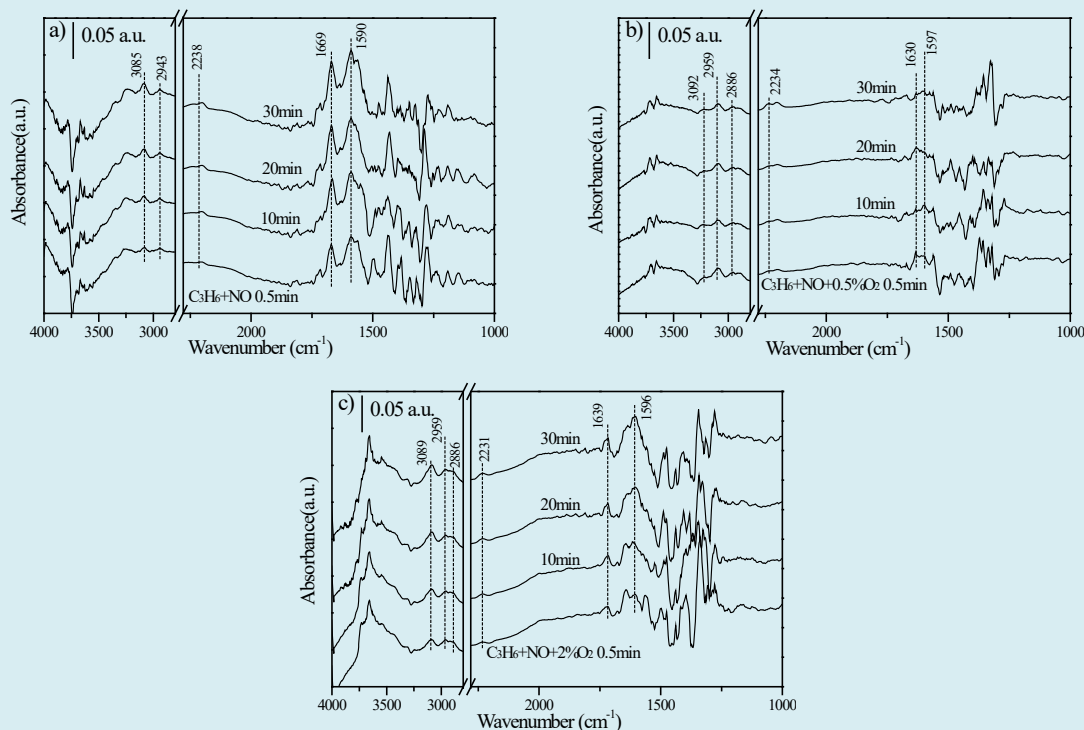 a)
0.05 a.u.
3085
2943
2238
1669
1590
30min
20min
10min
C₃H₆+NO 0.5min
Absorbance(a.u.)
4000 3500 3000 2000 1500 1000
Wavenumber (cm⁻¹)
b)
0.05 a.u.
3092
2959
2886
2234
1630
1597
30min
20min
10min
C₃H₆+NO+0.5%O₂ 0.5min
Absorbance(a.u.)
4000 3500 3000 2000 1500 1000
Wavenumber (cm⁻¹)
c)
0.05 a.u.
3089
2959
2886
2231
1639
1596
30min
20min
10min
C₃H₆+NO+2%O₂ 0.5min
Absorbance(a.u.)
4000 3500 3000 2000 1500 1000
Wavenumber (cm⁻¹)